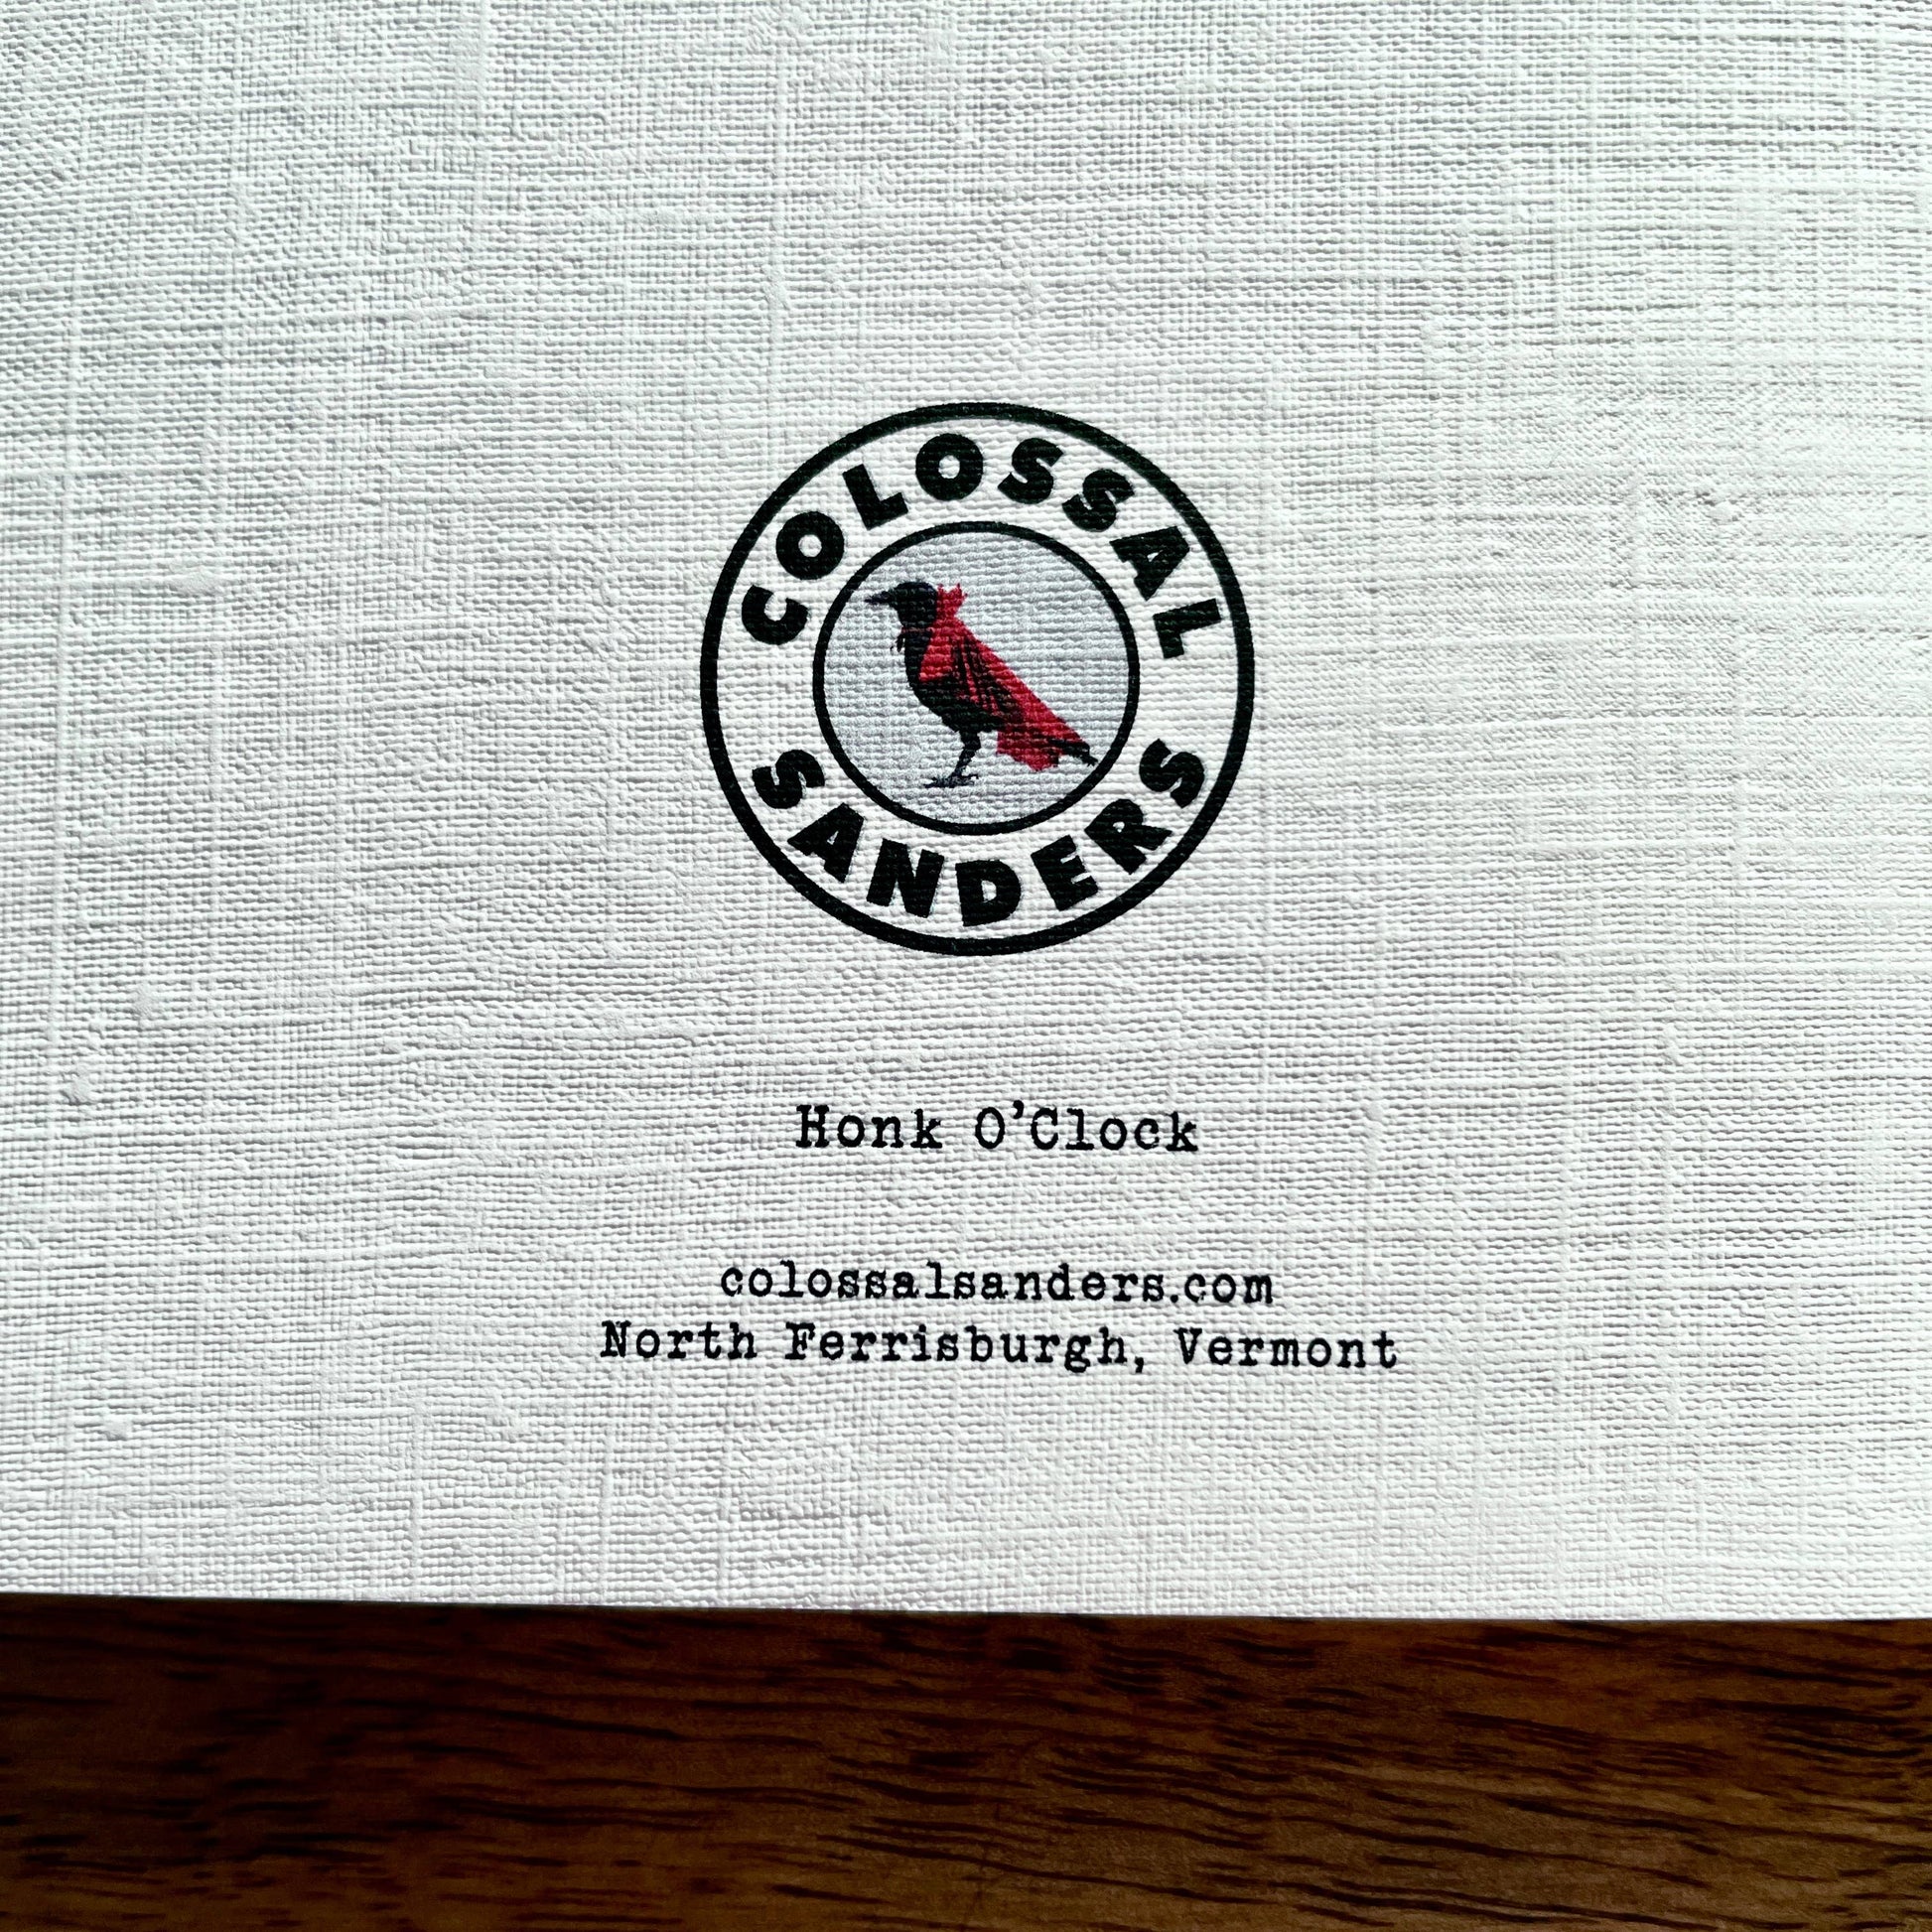 COLOSSAL
SANDERS
Honk O’Clock
colossalsanders.com
North Ferrisburgh, Vermont